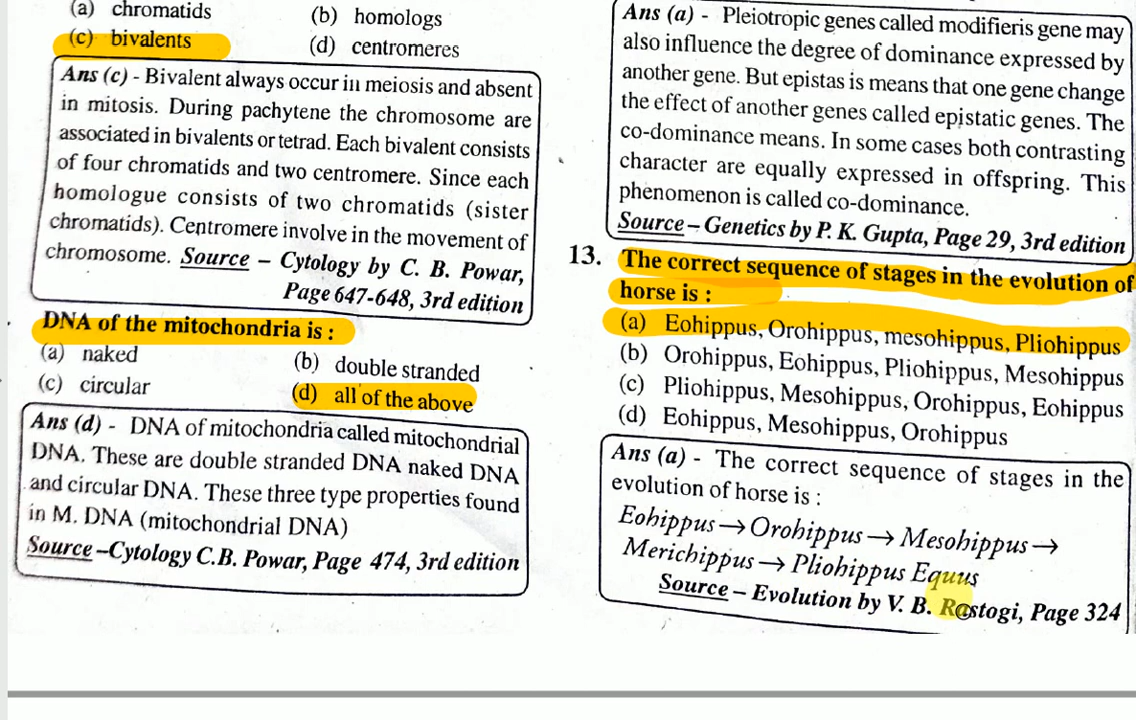 (a) chromatids (b) homologs
(c) bivalents (d) centromeres
Ans (c) - Bivalent always occur in meiosis and absent
in mitosis. During pachytene the chromosome are
associated in bivalents or tetrad. Each bivalent consists
of four chromatids and two centromere. Since each
homologue consists of two chromatids (sister
chromatids). Centromere involve in the movement of
chromosome. Source – Cytology by C. B. Powar,
Page 647-648, 3rd edition
DNA of the mitochondria is :
(a) naked (b) double stranded
(c) circular (d) all of the above
Ans (d) - DNA of mitochondria called mitochondrial
DNA. These are double stranded DNA naked DNA
and circular DNA. These three type properties found
in M. DNA (mitochondrial DNA)
Source –Cytology C.B. Powar, Page 474, 3rd edition
Ans (a) - Pleiotropic genes called modifieris gene may
also influence the degree of dominance expressed by
another gene. But epistas is means that one gene change
the effect of another genes called epistatic genes. The
co-dominance means. In some cases both contrasting
character are equally expressed in offspring. This
phenomenon is called co-dominance.
Source – Genetics by P. K. Gupta, Page 29, 3rd edition
13. The correct sequence of stages in the evolution of
horse is :
(a) Eohippus, Orohippus, mesohippus, Pliohippus
(b) Orohippus, Eohippus, Pliohippus, Mesohippus
(c) Pliohippus, Mesohippus, Orohippus, Eohippus
(d) Eohippus, Mesohippus, Orohippus
Ans (a) - The correct sequence of stages in the
evolution of horse is :
Eohippus → Orohippus → Mesohippus →
Merichippus → Pliohippus Equus
Source – Evolution by V. B. Rastogi, Page 324